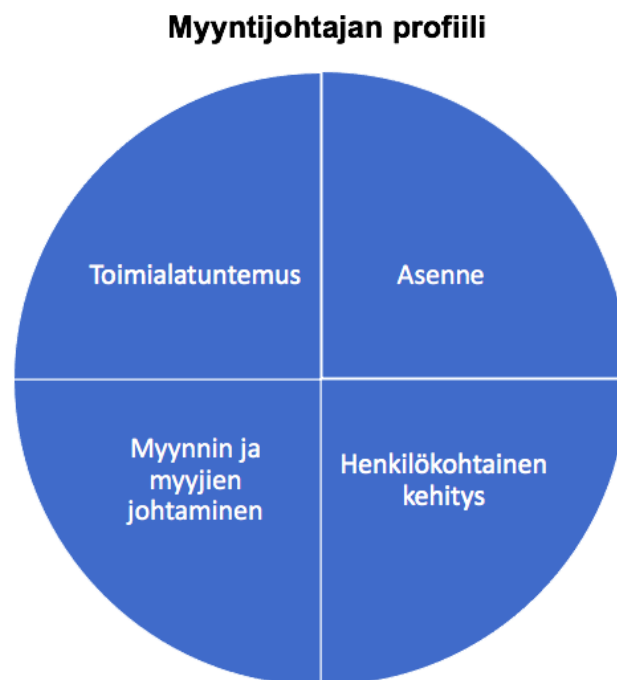 Myyntijohtajan profiili
Toimialatuntemus
Asenne
Myynnin ja
myyjien
johtaminen
Henkilökohtainen
kehitys